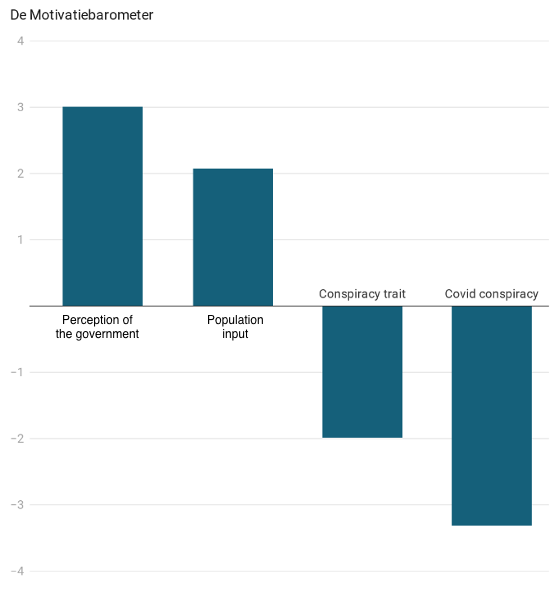 De Motivatiebarometer
4
3
2
1
Conspiracy trait
Covid conspiracy
Perception of
the government
Population
input
−1
−2
−3
−4